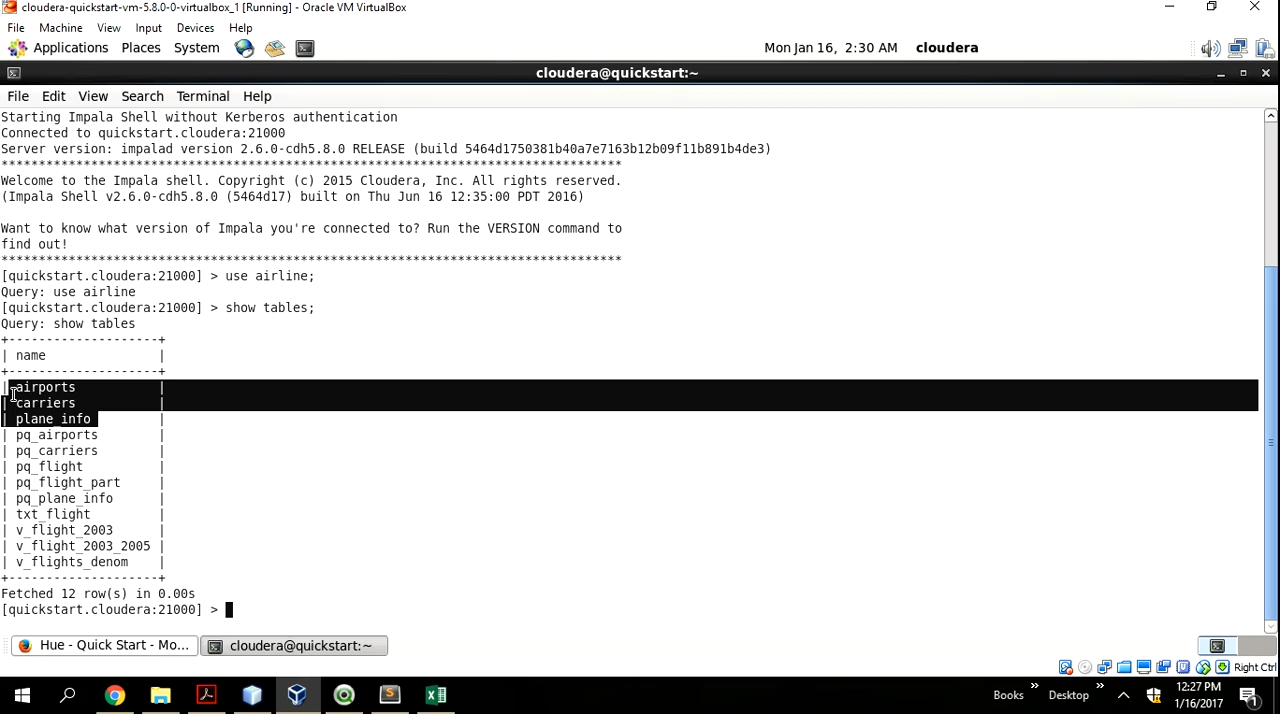 cloudera-quickstart-vm-5.8.0-0-virtualbox_1 [Running] - Oracle VM VirtualBox
File Machine View Input Devices Help
Applications Places System Mon Jan 16, 2:30 AM cloudera
cloudera@quickstart:~
File Edit View Search Terminal Help
Starting Impala Shell without Kerberos authentication
Connected to quickstart.cloudera:21000
Server version: impalad version 2.6.0-cdh5.8.0 RELEASE (build 5464d1750381b40a7e7163b12b09f11b891b4de3)
***********************************************************************************
Welcome to the Impala shell. Copyright (c) 2015 Cloudera, Inc. All rights reserved.
(Impala Shell v2.6.0-cdh5.8.0 (5464d17) built on Thu Jun 16 12:35:00 PDT 2016)
Want to know what version of Impala you're connected to? Run the VERSION command to
find out!
***********************************************************************************
[quickstart.cloudera:21000] > use airline;
Query: use airline
[quickstart.cloudera:21000] > show tables;
Query: show tables
+--------------------+
| name               |
+--------------------+
| airports           |
| carriers           |
| plane_info         |
| pq_airports        |
| pq_carriers        |
| pq_flight          |
| pq_flight_part     |
| pq_plane_info      |
| txt_flight         |
| v_flight_2003      |
| v_flight_2003_2005 |
| v_flights_denom    |
+--------------------+
Fetched 12 row(s) in 0.00s
[quickstart.cloudera:21000] >
Hue - Quick Start - Mo... cloudera@quickstart:~
Right Ctrl
Books Desktop 12:27 PM
1/16/2017 1